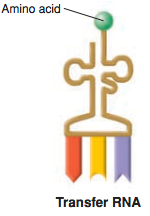 Amino acid
Transfer RNA